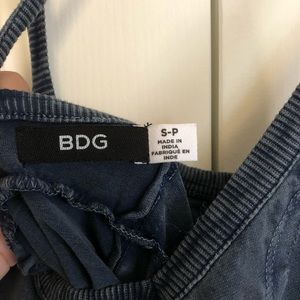 BDG
S-P
MADE IN
INDIA
FABRIQUÉ EN
INDE